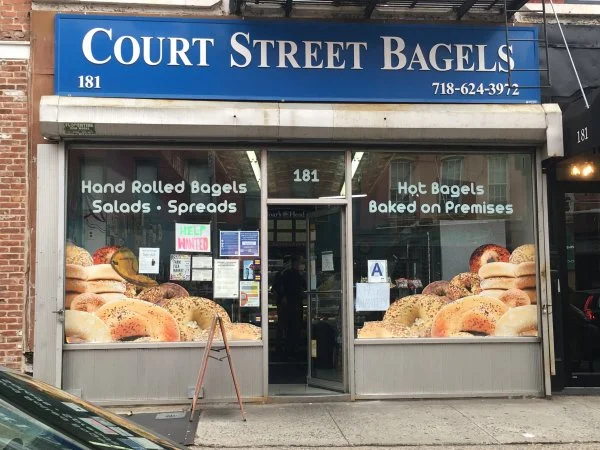 COURT STREET BAGELS
181
718-624-3972
Hand Rolled Bagels
Salads • Spreads
181
Hot Bagels
Baked on Premises
HELP
WANTED
A
181